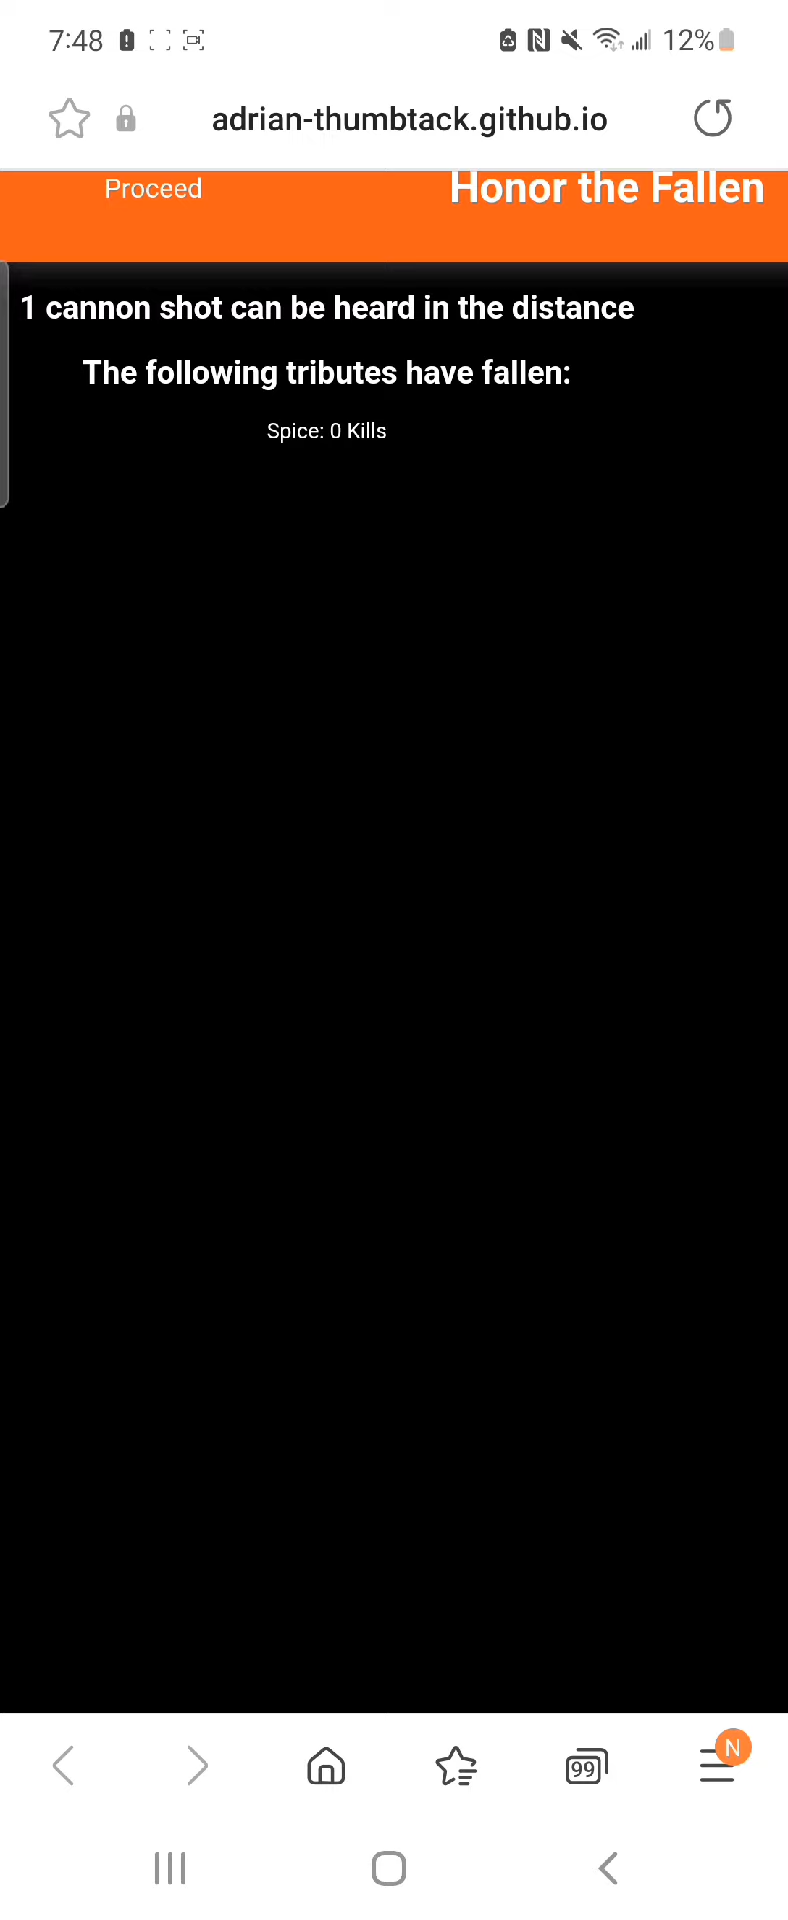 7:48 12%
adrian-thumbtack.github.io
Proceed Honor the Fallen
1 cannon shot can be heard in the distance
The following tributes have fallen:
Spice: 0 Kills
99 N